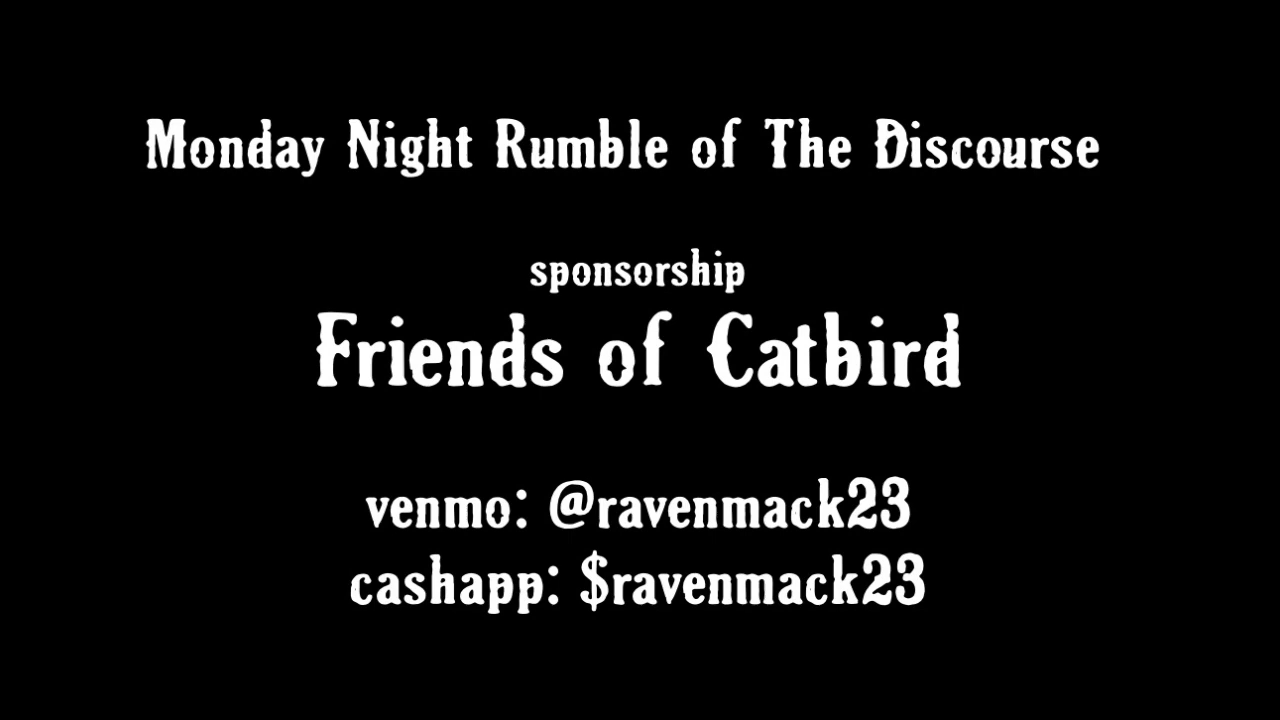 Monday Night Rumble of The Discourse
sponsorship
Friends of Catbird
venmo: @ravenmack23
cashapp: $ravenmack23